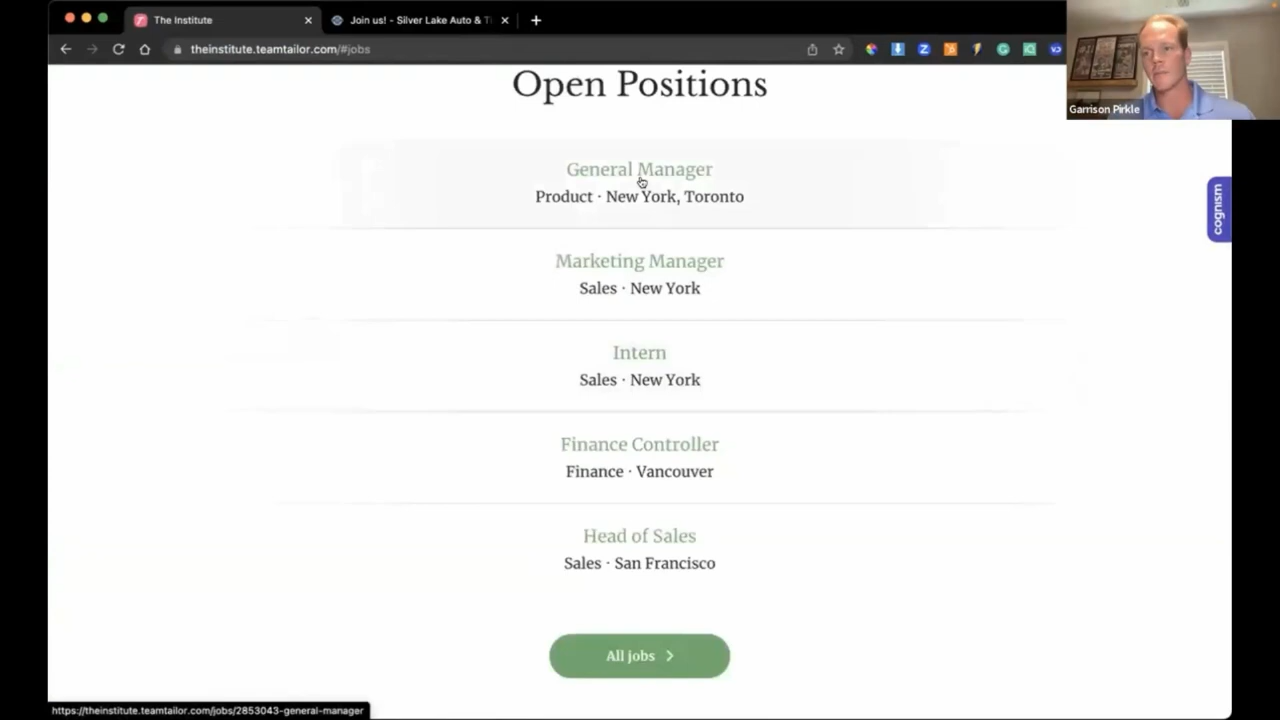 The Institute
Join us! - Silver Lake Auto & Ti
theinstitute.teamtailor.com/#jobs
Garrison Pirkle
Open Positions
General Manager
Product · New York, Toronto
cognism
Marketing Manager
Sales · New York
Intern
Sales · New York
Finance Controller
Finance · Vancouver
Head of Sales
Sales · San Francisco
All jobs
https://theinstitute.teamtailor.com/jobs/2853043-general-manager